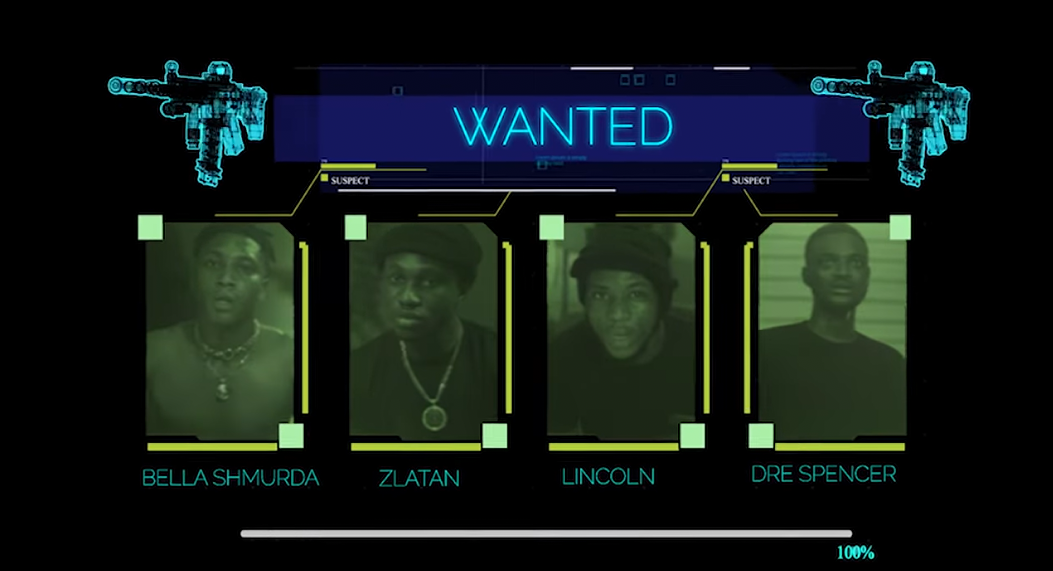 WANTED
SUSPECT
SUSPECT
BELLA SHMURDA
ZLATAN
LINCOLN
DRE SPENCER
100%